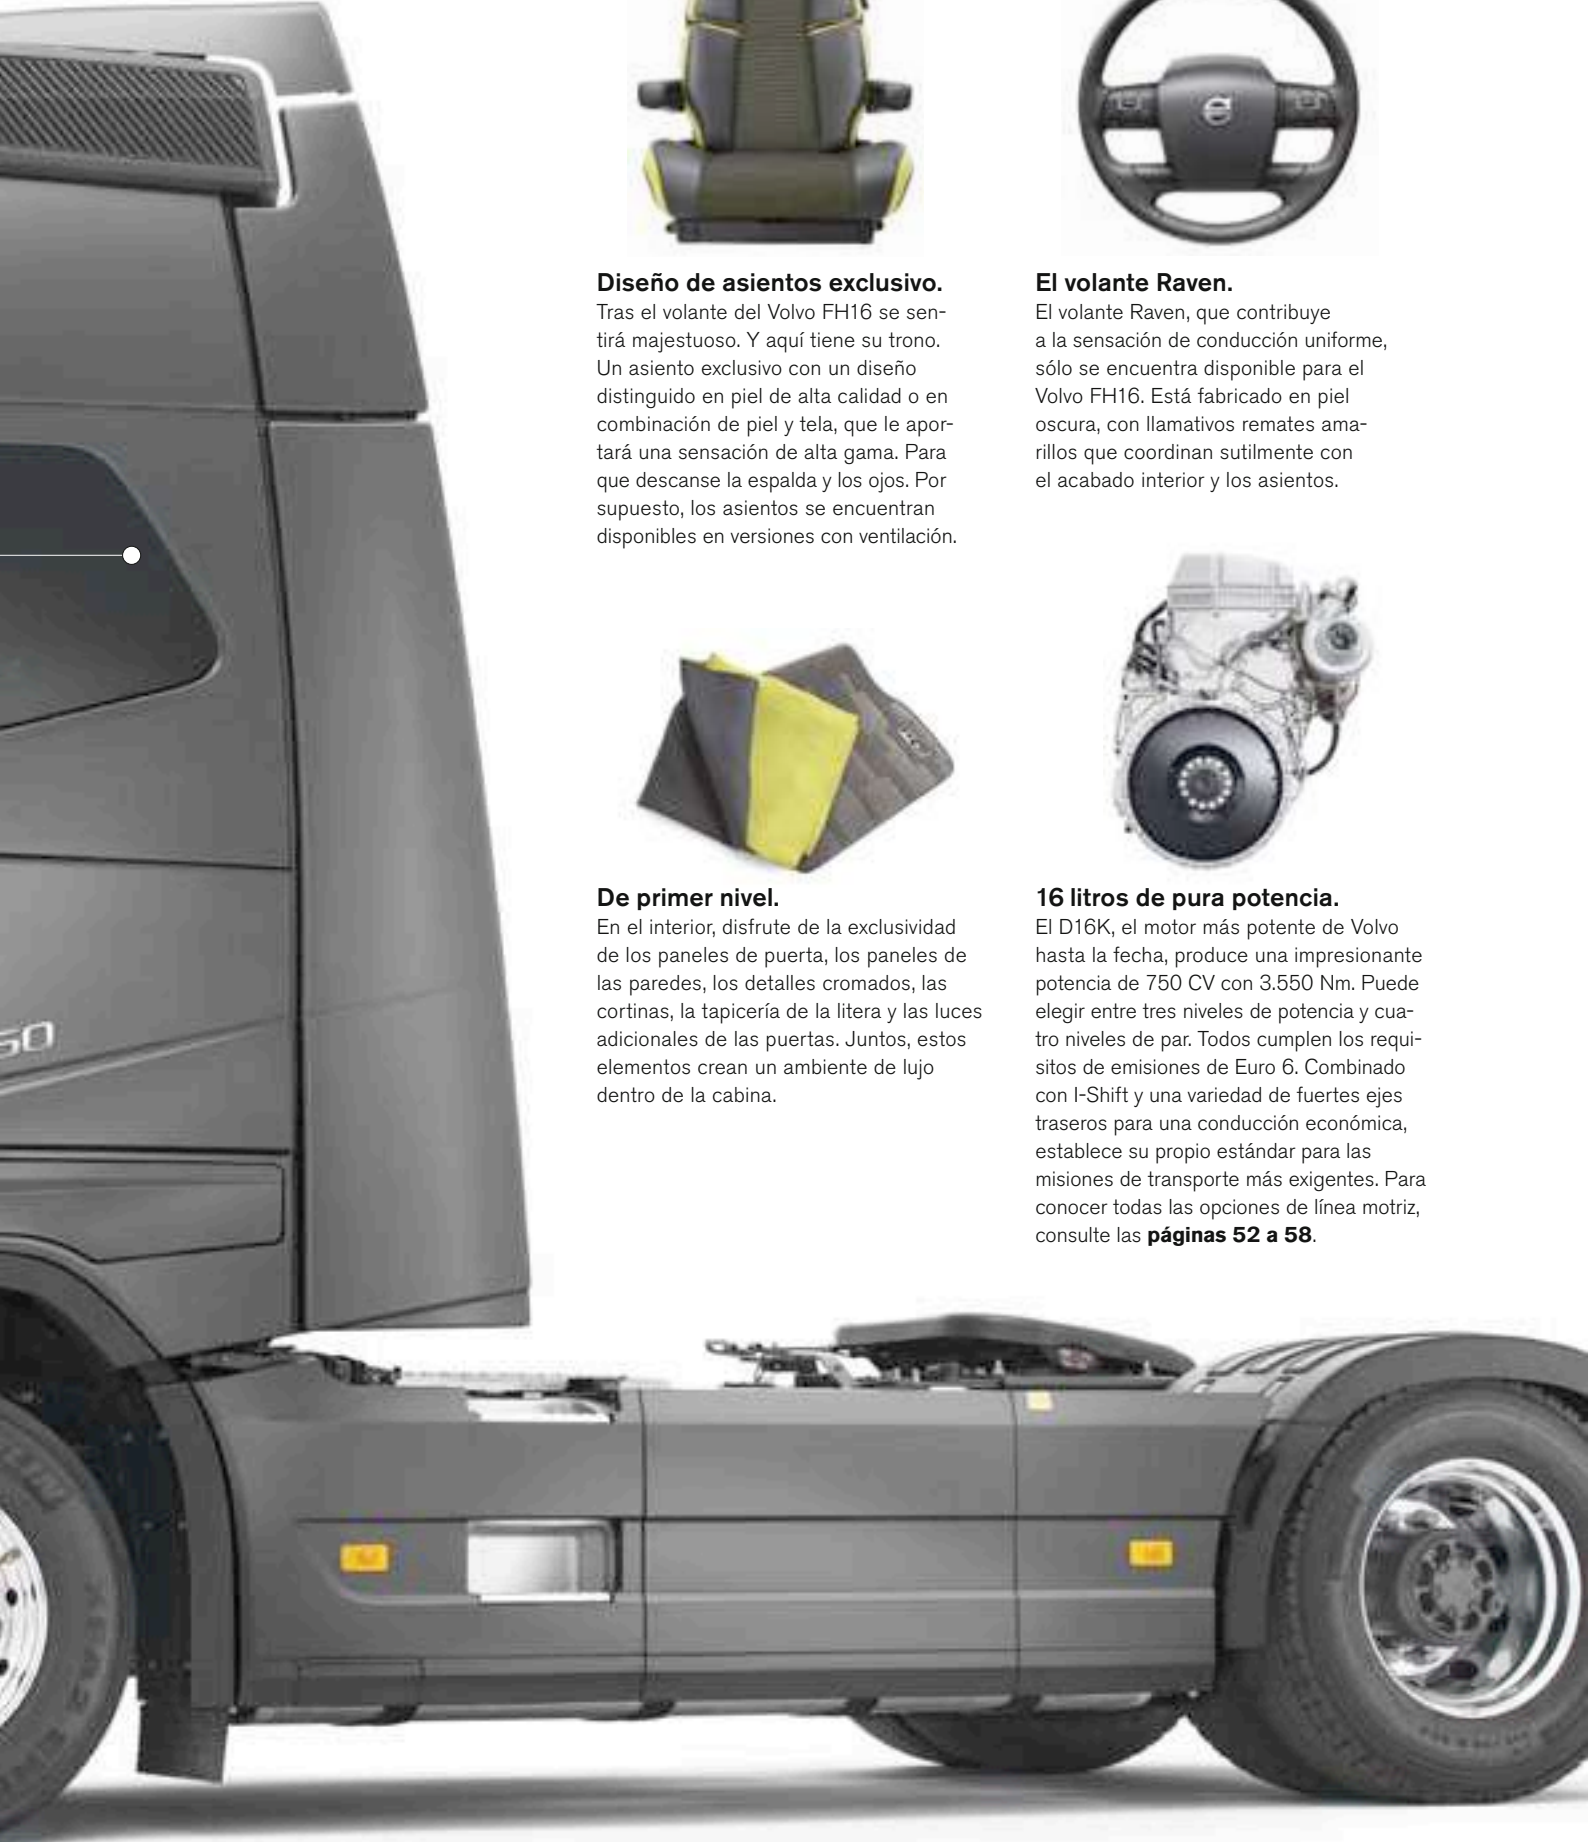 Diseño de asientos exclusivo.
Tras el volante del Volvo FH16 se sen-
tirá majestuoso. Y aquí tiene su trono.
Un asiento exclusivo con un diseño
distinguido en piel de alta calidad o en
combinación de piel y tela, que le apor-
tará una sensación de alta gama. Para
que descanse la espalda y los ojos. Por
supuesto, los asientos se encuentran
disponibles en versiones con ventilación.
El volante Raven.
El volante Raven, que contribuye
a la sensación de conducción uniforme,
sólo se encuentra disponible para el
Volvo FH16. Está fabricado en piel
oscura, con llamativos remates ama-
rillos que coordinan sutilmente con
el acabado interior y los asientos.
De primer nivel.
En el interior, disfrute de la exclusividad
de los paneles de puerta, los paneles de
las paredes, los detalles cromados, las
cortinas, la tapicería de la litera y las luces
adicionales de las puertas. Juntos, estos
elementos crean un ambiente de lujo
dentro de la cabina.
16 litros de pura potencia.
El D16K, el motor más potente de Volvo
hasta la fecha, produce una impresionante
potencia de 750 CV con 3.550 Nm. Puede
elegir entre tres niveles de potencia y cua-
tro niveles de par. Todos cumplen los requi-
sitos de emisiones de Euro 6. Combinado
con I-Shift y una variedad de fuertes ejes
traseros para una conducción económica,
establece su propio estándar para las
misiones de transporte más exigentes. Para
conocer todas las opciones de línea motriz,
consulte las páginas 52 a 58.
50